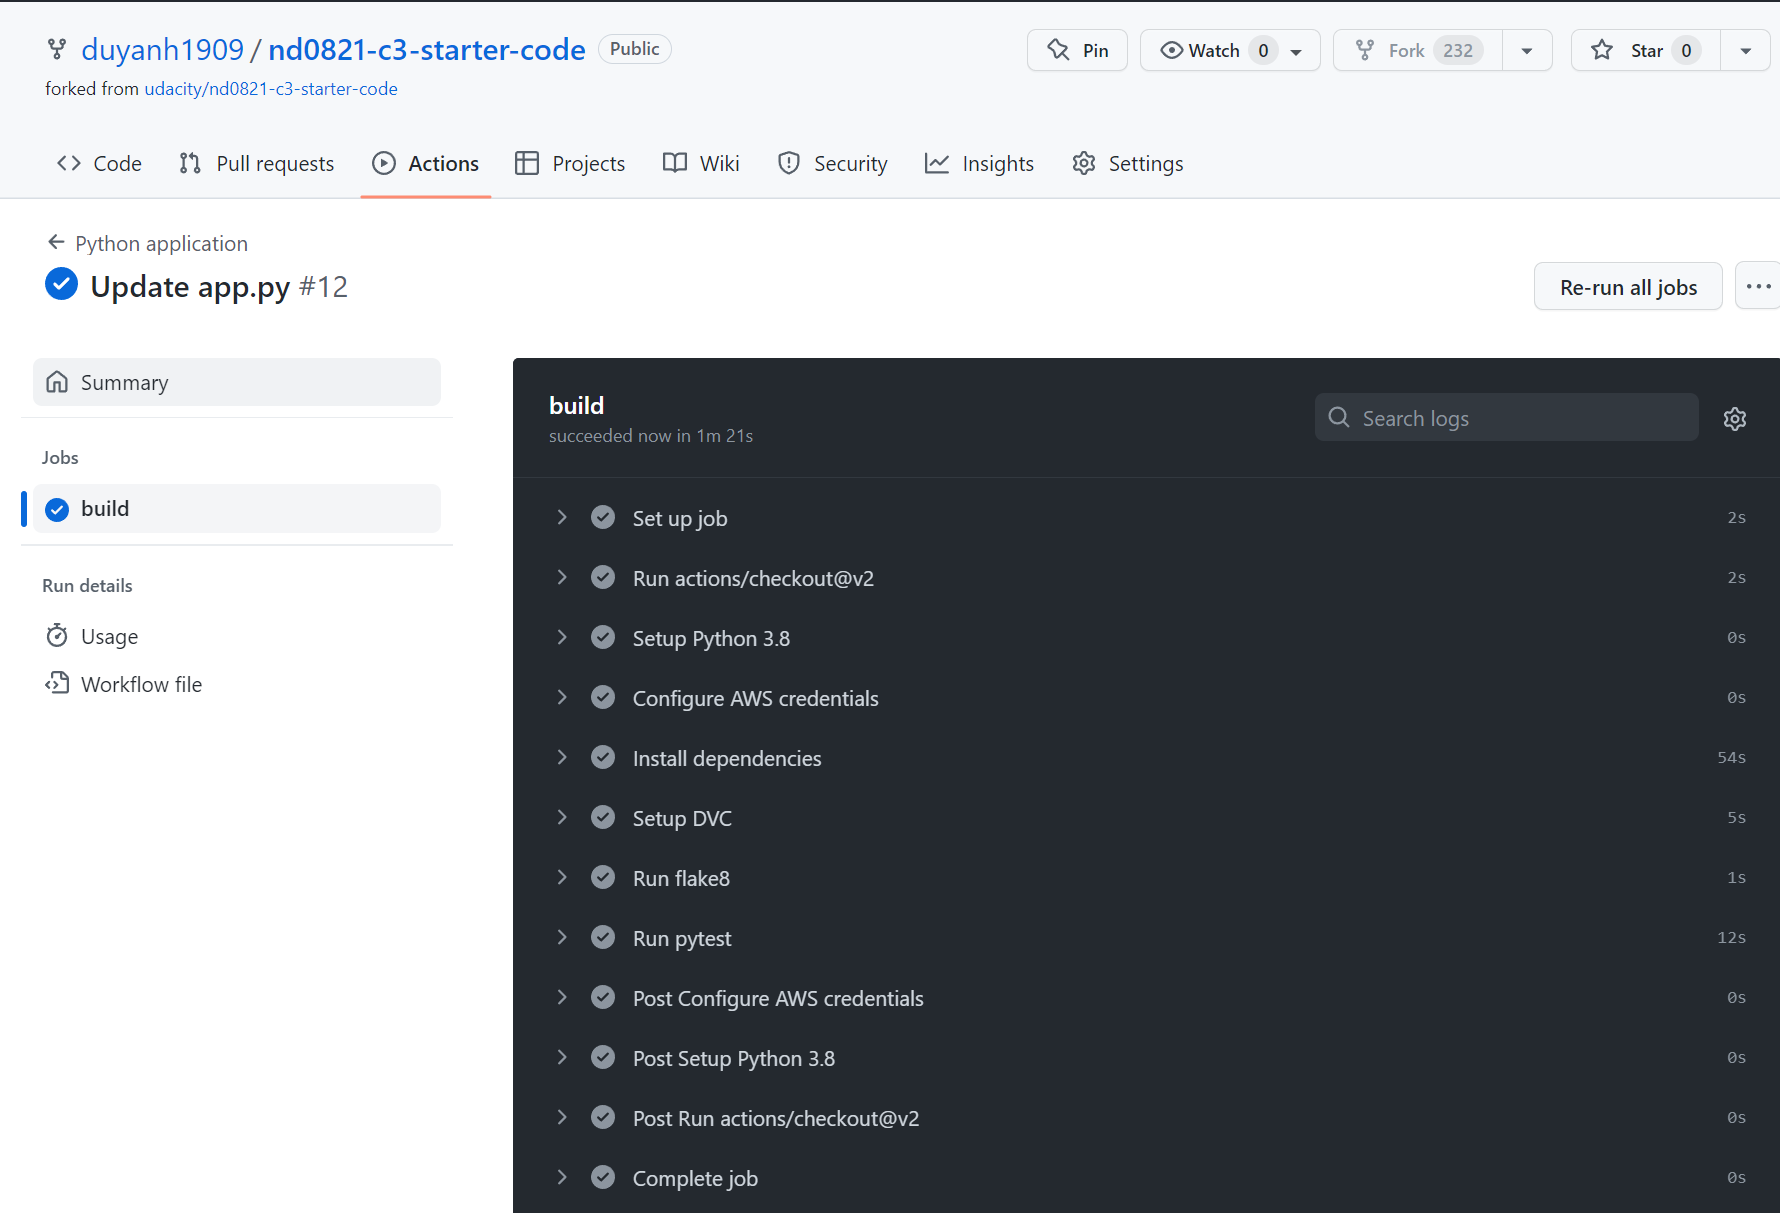 duyanh1909 / nd0821-c3-starter-code Public Pin Watch 0 Fork 232 Star 0
forked from udacity/nd0821-c3-starter-code
Code Pull requests Actions Projects Wiki Security Insights Settings
Python application
Update app.py #12 Re-run all jobs ...
Summary
Jobs
build
Run details
Usage
Workflow file
build
succeeded now in 1m 21s
Search logs
Set up job 2s
Run actions/checkout@v2 2s
Setup Python 3.8 0s
Configure AWS credentials 0s
Install dependencies 54s
Setup DVC 5s
Run flake8 1s
Run pytest 12s
Post Configure AWS credentials 0s
Post Setup Python 3.8 0s
Post Run actions/checkout@v2 0s
Complete job 0s